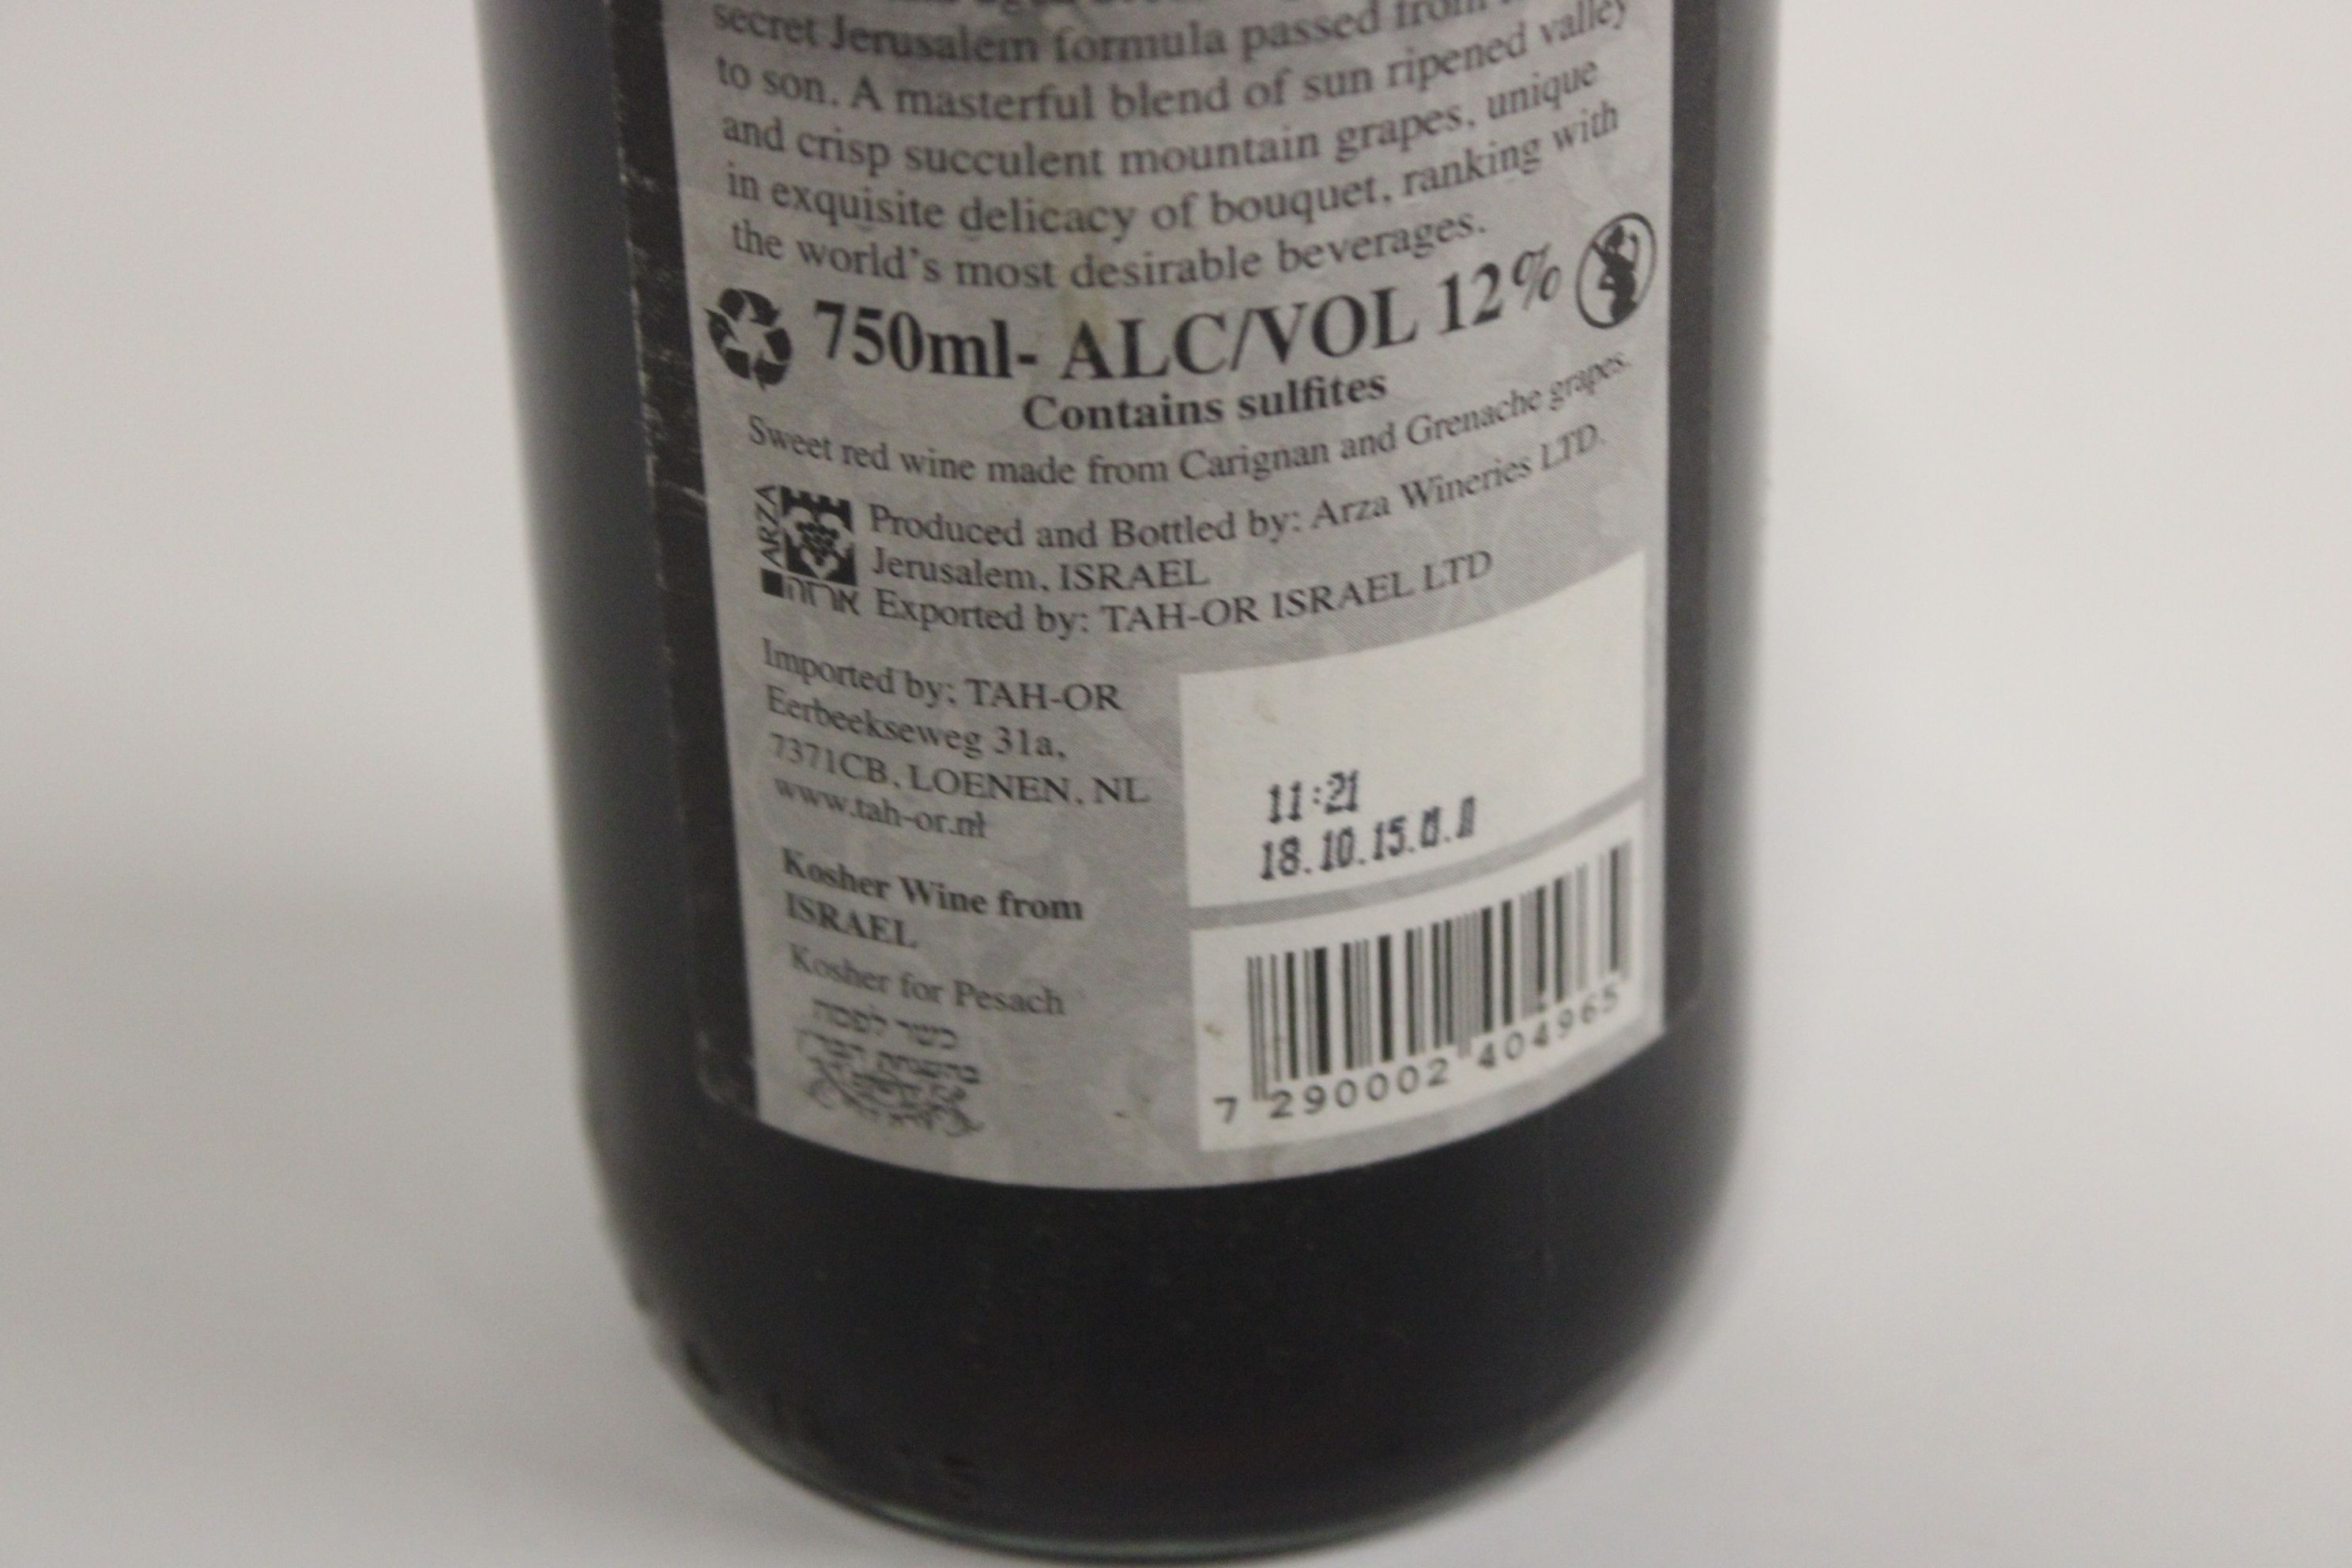 secret Jerusalem formula passed from
to son. A masterful blend of sun ripened valley
and crisp succulent mountain grapes, unique
in exquisite delicacy of bouquet, ranking with
the world's most desirable beverages.
750ml- ALC/VOL 12%
Contains sulfites
Sweet red wine made from Carignan and Grenache grapes.
ARZA
ארזה
Produced and Bottled by: Arza Wineries LTD.
Jerusalem, ISRAEL
Exported by: TAH-OR ISRAEL LTD
Imported by: TAH-OR
Eerbeekseweg 31a,
7371CB, LOENEN, NL
www.tah-or.nl
Kosher Wine from
ISRAEL
Kosher for Pesach
כשר לפסח
11:21
18.10.15.
7 290002 404965